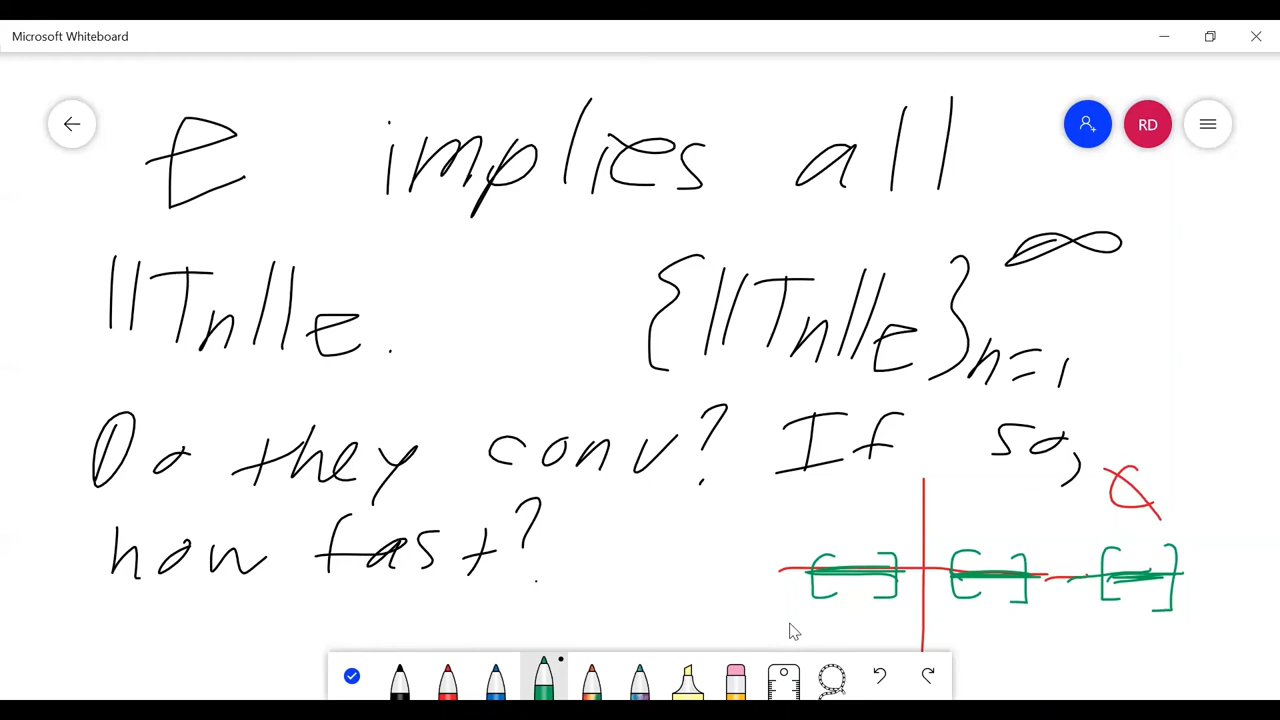 Microsoft Whiteboard
RD
E implies all
||Tn||E. {||Tn||E}∞n=1
Do they conv? If so,
how fast?